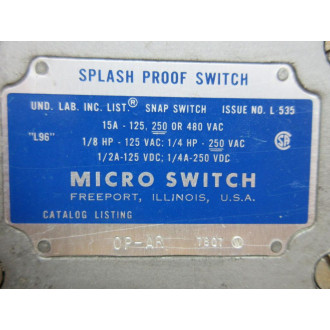 SPLASH PROOF SWITCH
UND. LAB. INC. LIST.® SNAP SWITCH ISSUE NO. L 535
15A - 125, 250 OR 480 VAC
"L96" 1/8 HP - 125 VAC; 1/4 HP - 250 VAC
1/2A-125 VDC; 1/4A-250 VDC
MICRO SWITCH
FREEPORT, ILLINOIS, U.S.A.
CATALOG LISTING
OP-AR 7807